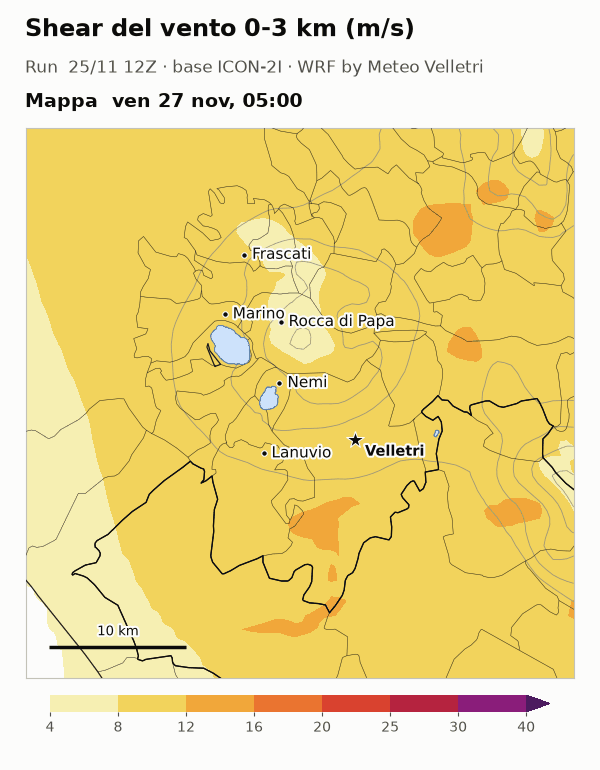 Shear del vento 0-3 km (m/s)
Run  25/11 12Z · base ICON-2I · WRF by Meteo Velletri
Mappa  ven 27 nov, 05:00
Frascati
Marino
Rocca di Papa
Nemi
Velletri
Lanuvio
10 km
4 8 12 16 20 25 30 40